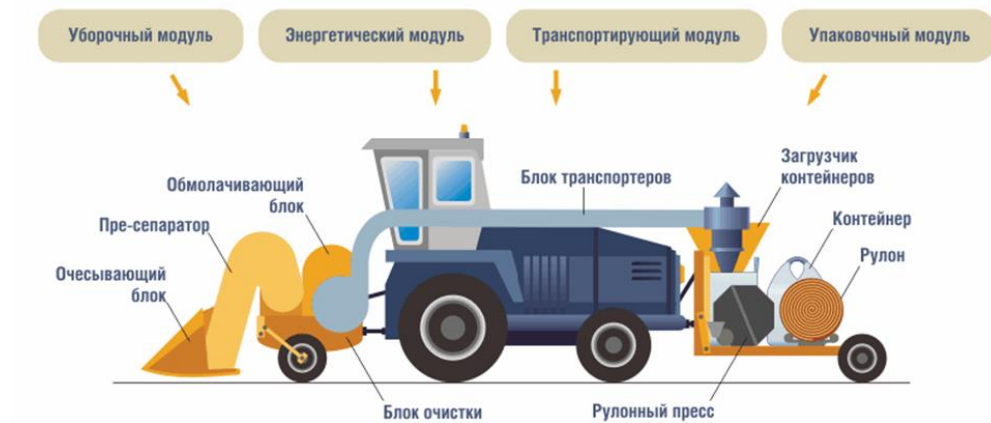 Уборочный модуль
Энергетический модуль
Транспортирующий модуль
Упаковочный модуль
Обмолачивающий
блок
Пре-сепаратор
Очесывающий
блок
Блок транспортеров
Загрузчик
контейнеров
Контейнер
Рулон
Блок очистки
Рулонный пресс